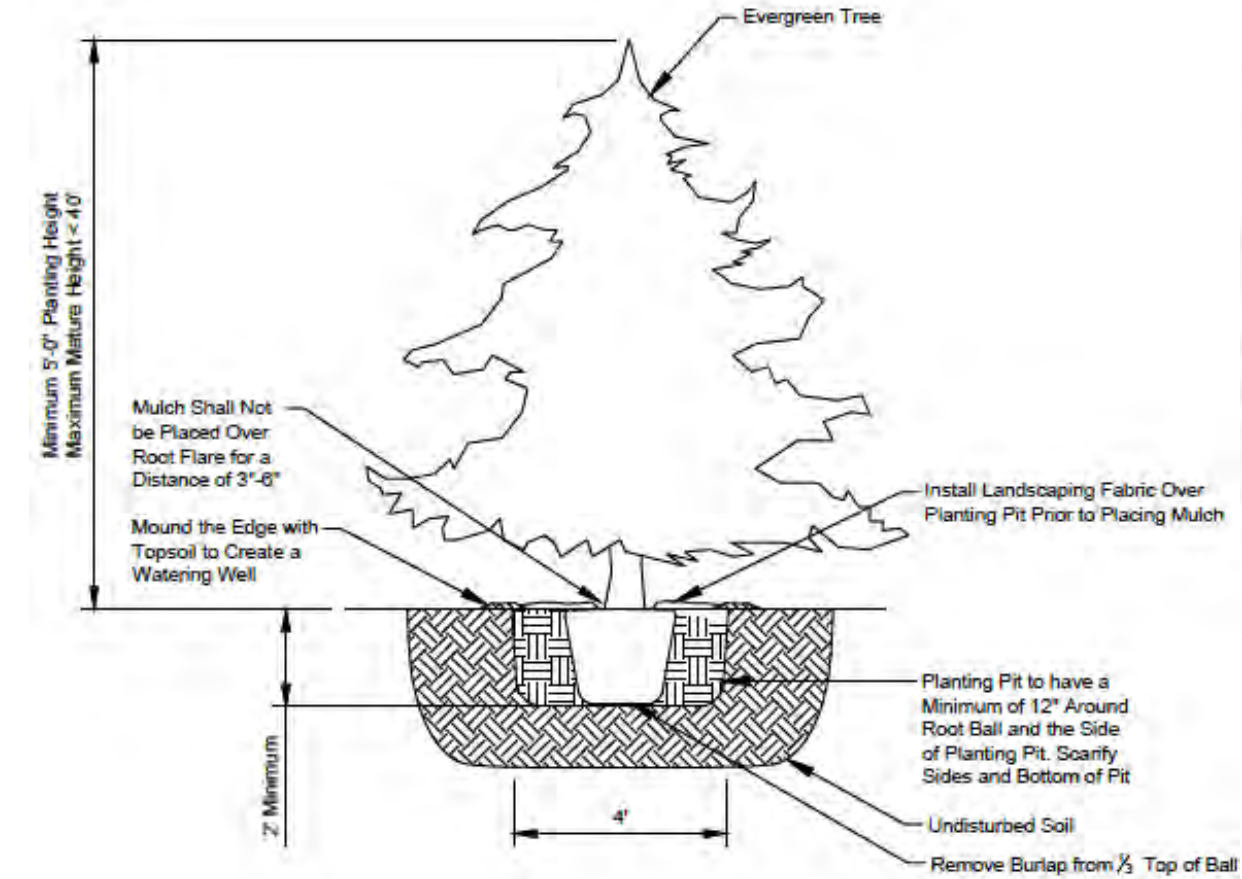 Evergreen Tree
Minimum 5'-0" Planting Height
Maximum Mature Height < 40'
Mulch Shall Not
be Placed Over
Root Flare for a
Distance of 3"-6"
Mound the Edge with
Topsoil to Create a
Watering Well
Install Landscaping Fabric Over
Planting Pit Prior to Placing Mulch
Planting Pit to have a
Minimum of 12" Around
Root Ball and the Side
of Planting Pit. Scarify
Sides and Bottom of Pit
2' Minimum
4'
Undisturbed Soil
Remove Burlap from ⅓ Top of Ball